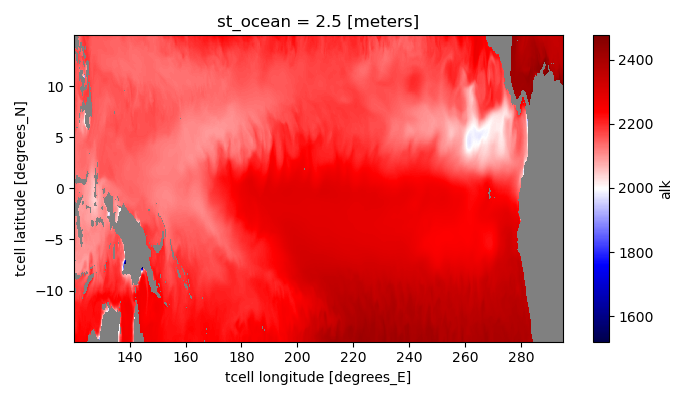 st_ocean = 2.5 [meters]
tcell latitude [degrees_N]
10
5
0
−5
−10
140 160 180 200 220 240 260 280
tcell longitude [degrees_E]
2400
2200
2000
1800
1600
alk